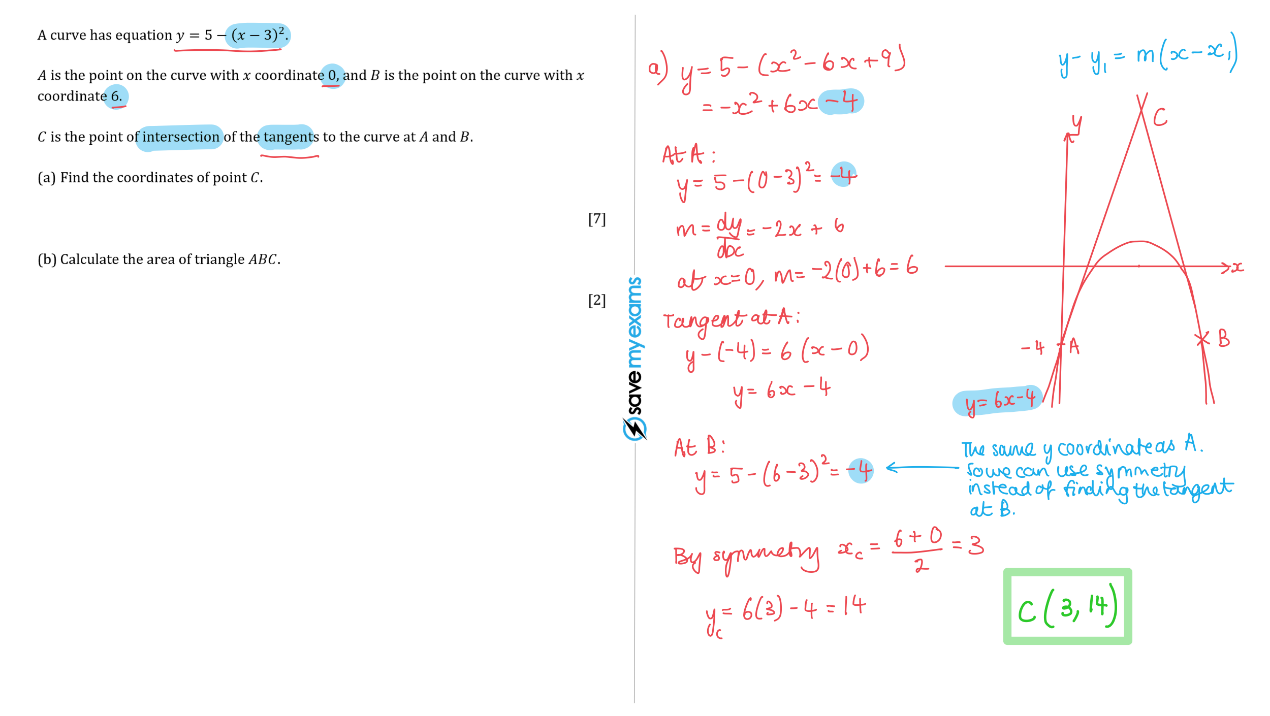 A curve has equation y = 5 − (x − 3)².
A is the point on the curve with x coordinate 0, and B is the point on the curve with x
coordinate 6.
C is the point of intersection of the tangents to the curve at A and B.
(a) Find the coordinates of point C.
[7]
(b) Calculate the area of triangle ABC.
[2]
savemyexams
a) y = 5 − (x² − 6x + 9)
= −x² + 6x − 4
At A:
y = 5 − (0 − 3)² = −4
m = dy/dx = −2x + 6
at x = 0, m = −2(0) + 6 = 6
Tangent at A:
y − (−4) = 6 (x − 0)
y = 6x − 4
At B:
y = 5 − (6 − 3)² = −4
By symmetry x_c = (6 + 0)/2 = 3
y_c = 6(3) − 4 = 14
y − y₁ = m(x − x₁)
y
C
x
−4
A
B
y = 6x − 4
The same y coordinate as A.
So we can use symmetry
instead of finding the tangent
at B.
C (3, 14)